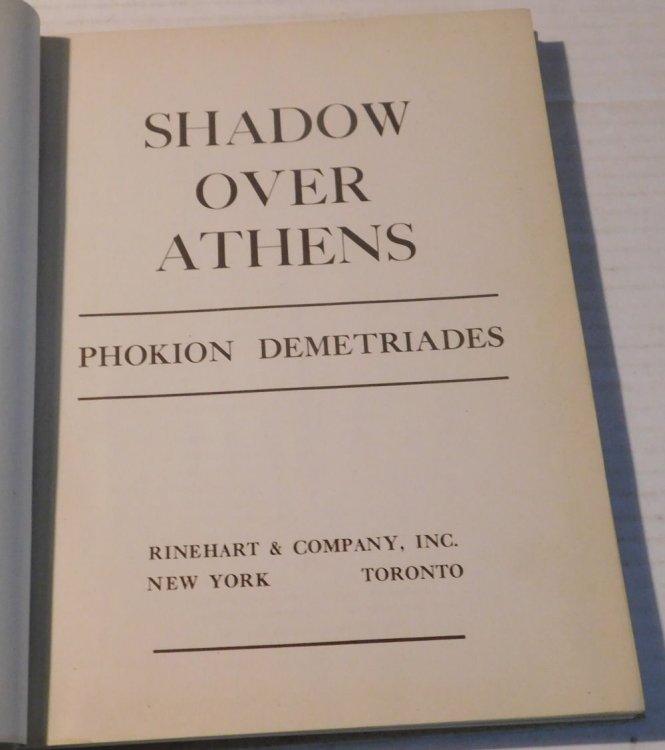 SHADOW
OVER
ATHENS
PHOKION DEMETRIADES
RINEHART & COMPANY, INC.
NEW YORK TORONTO